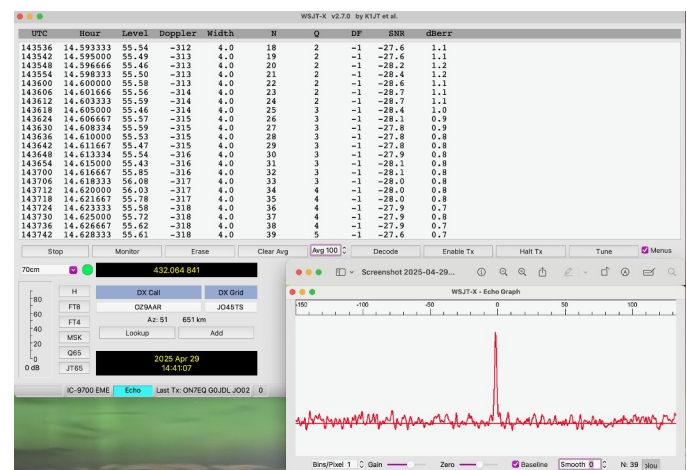 WSJT-X v2.7.0 by K1JT et al.
UTC Hour Level Doppler Width N Q DF SNR dBerr
143536 14.593333 55.54 -312 4.0 18 2 -1 -27.6 1.1
143542 14.595000 55.49 -313 4.0 19 2 -1 -27.6 1.1
143548 14.596666 55.46 -313 4.0 20 2 -1 -28.2 1.2
143554 14.598333 55.50 -313 4.0 21 2 -1 -28.4 1.2
143600 14.600000 55.58 -313 4.0 22 2 -1 -28.6 1.1
143606 14.601666 55.56 -314 4.0 23 2 -1 -28.7 1.1
143612 14.603333 55.59 -314 4.0 24 2 -1 -28.7 1.1
143618 14.605000 55.46 -314 4.0 25 3 -1 -28.4 1.0
143624 14.606667 55.57 -315 4.0 26 3 -1 -28.1 0.9
143630 14.608334 55.59 -315 4.0 27 3 -1 -27.8 0.9
143636 14.610000 55.53 -315 4.0 28 3 -1 -27.8 0.8
143642 14.611667 55.47 -315 4.0 29 3 -1 -27.8 0.8
143648 14.613334 55.54 -316 4.0 30 3 -1 -27.9 0.8
143654 14.615000 55.43 -316 4.0 31 3 -1 -28.1 0.8
143700 14.616667 55.85 -316 4.0 32 3 -1 -28.1 0.8
143706 14.618333 56.08 -317 4.0 33 3 -1 -28.0 0.8
143712 14.620000 56.03 -317 4.0 34 4 -1 -28.0 0.8
143718 14.621667 55.78 -317 4.0 35 4 -1 -28.0 0.8
143724 14.623333 55.58 -318 4.0 36 4 -1 -27.9 0.7
143730 14.625000 55.72 -318 4.0 37 4 -1 -27.9 0.8
143736 14.626667 55.62 -318 4.0 38 4 -1 -27.9 0.7
143742 14.628333 55.61 -318 4.0 39 5 -1 -27.6 0.7
Stop Monitor Erase Clear Avg Avg 100 Decode Enable Tx Halt Tx Tune Menus
70cm 432.064 841
Screenshot 2025-04-29...
H DX Call DX Grid
FT8 OZ9AAR JO45TS
FT4 Az: 51 651 km
MSK Lookup Add
Q65
JT65
80
60
40
20
0
0 dB
2025 Apr 29
14:41:07
IC-9700 EME Echo Last Tx: ON7EQ G0JDL JO02 0
WSJT-X - Echo Graph
-150 -100 -50 0 50 100
Bins/Pixel 1 Gain Zero Baseline Smooth 0 N: 39